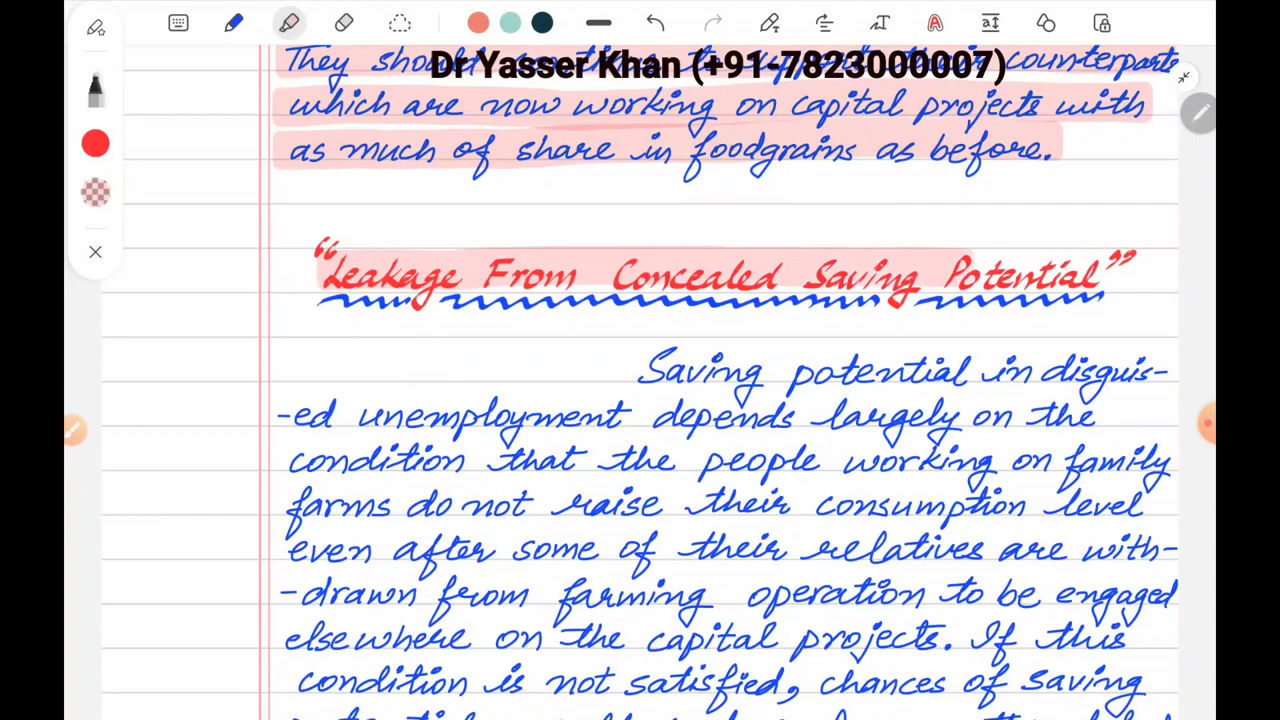 Dr Yasser Khan (+91-7823000007)
They should to support their counterparts
which are now working on capital projects with
as much of share in foodgrains as before.
"Leakage From Concealed Saving Potential"
Saving potential in disguis-
-ed unemployment depends largely on the
condition that the people working on family
farms do not raise their consumption level
even after some of their relatives are with-
-drawn from farming operation to be engaged
elsewhere on the capital projects. If this
condition is not satisfied, chances of saving